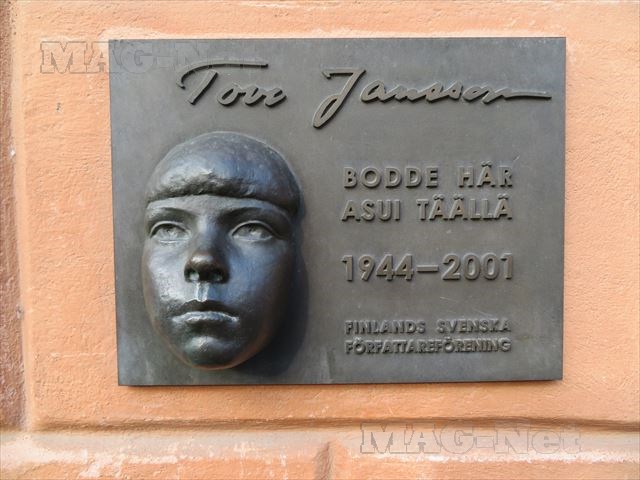 MAG-Net
Tove Jansson
BODDE HÄR
ASUI TÄÄLLÄ
1944–2001
FINLANDS SVENSKA
FÖRFATTAREFÖRENING
MAG-Net